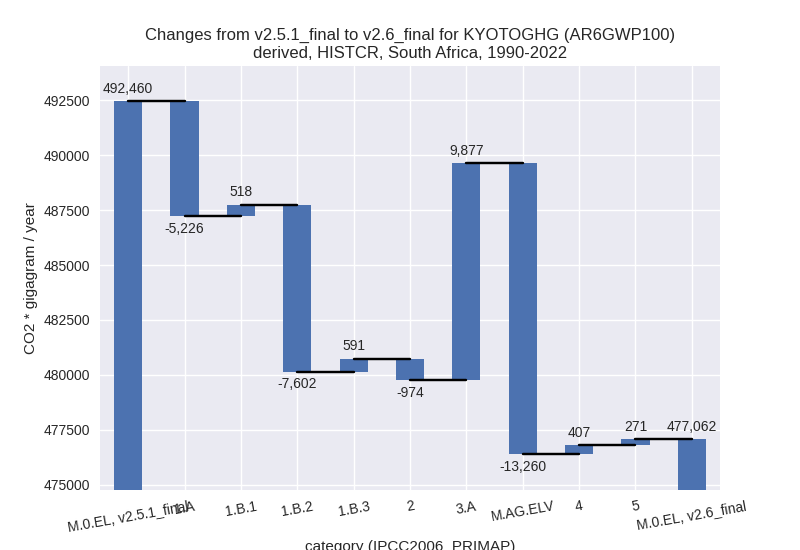 Changes from v2.5.1_final to v2.6_final for KYOTOGHG (AR6GWP100)
derived, HISTCR, South Africa, 1990-2022
CO2 * gigagram / year
492500
490000
487500
485000
482500
480000
477500
475000
492,460
-5,226
518
-7,602
591
-974
9,877
-13,260
407
271
477,062
M.0.EL, v2.5.1_final
1.A
1.B.1
1.B.2
1.B.3
2
3.A
M.AG.ELV
4
5
M.0.EL, v2.6_final
category (IPCC2006_PRIMAP)